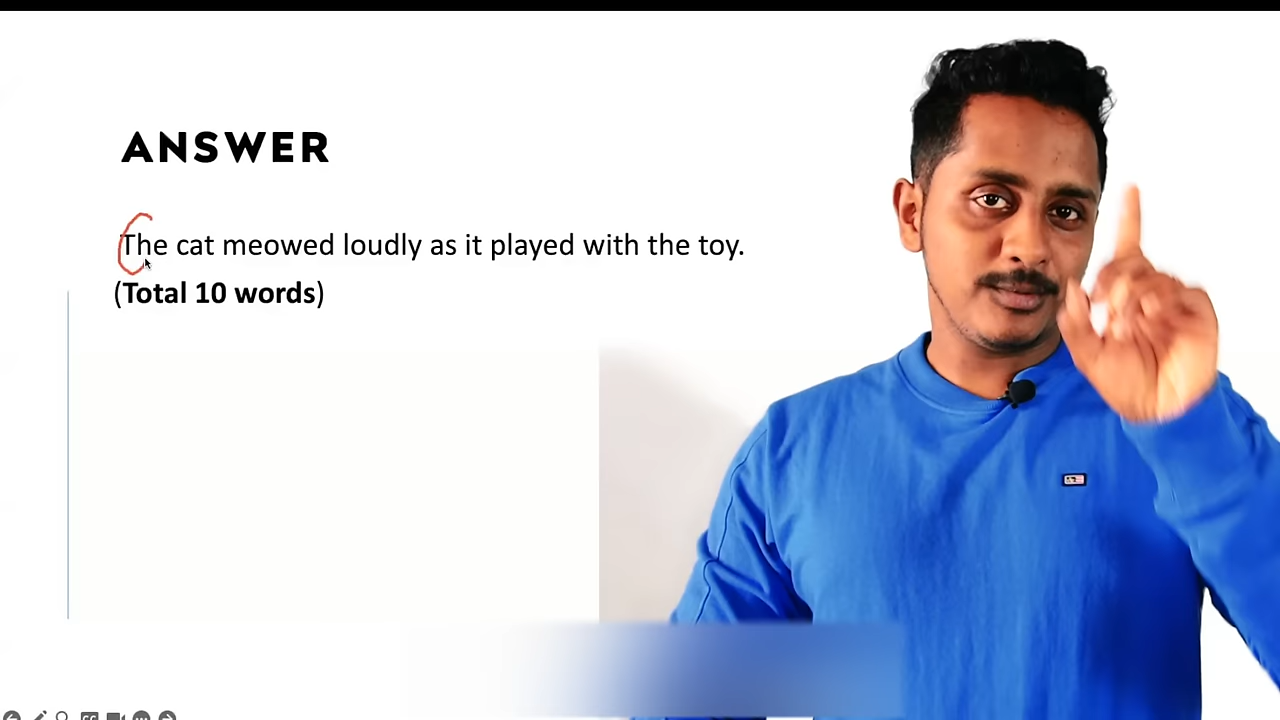 ANSWER
The cat meowed loudly as it played with the toy.
(Total 10 words)